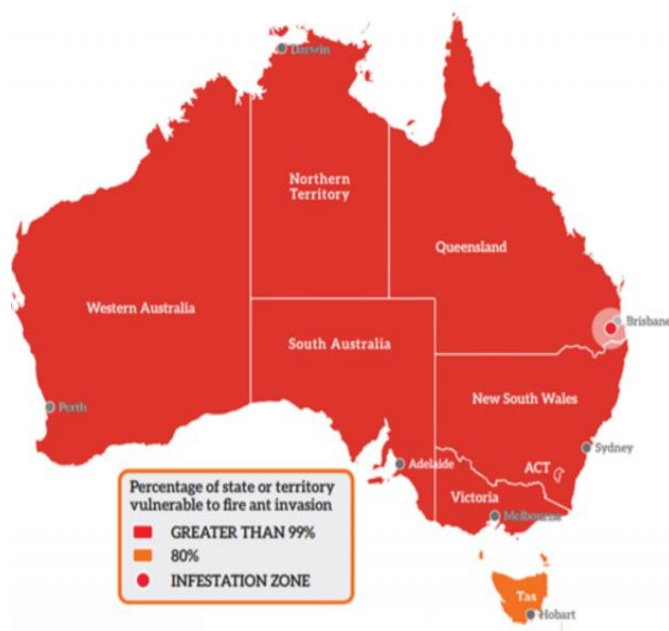 Darwin
Northern
Territory
Queensland
Western Australia
Brisbane
South Australia
New South Wales
Perth
Sydney
Adelaide
ACT
Victoria
Melbourne
Percentage of state or territory
vulnerable to fire ant invasion
GREATER THAN 99%
80%
INFESTATION ZONE
Tas
Hobart